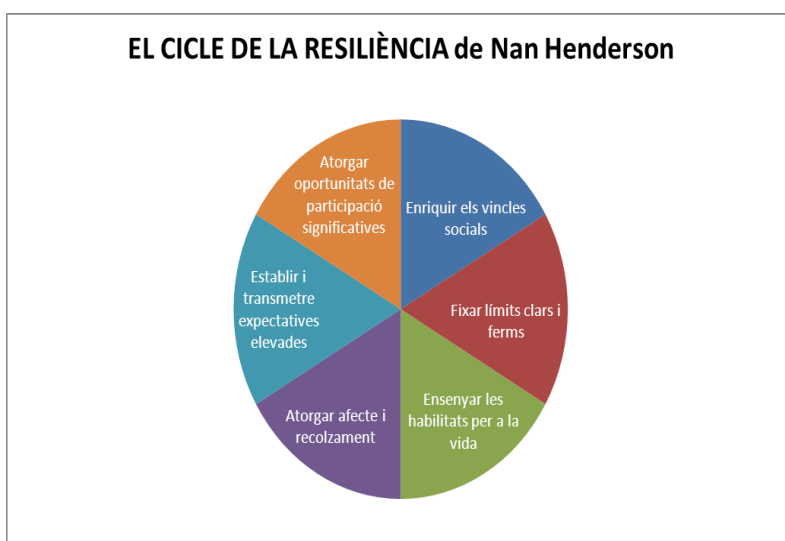 EL CICLE DE LA RESILIÈNCIA de Nan Henderson
Enriquir els vincles
socials
Fixar límits clars i
ferms
Ensenyar les
habilitats per a la
vida
Atorgar afecte i
recolzament
Establir i
transmetre
expectatives
elevades
Atorgar
oportunitats de
participació
significatives